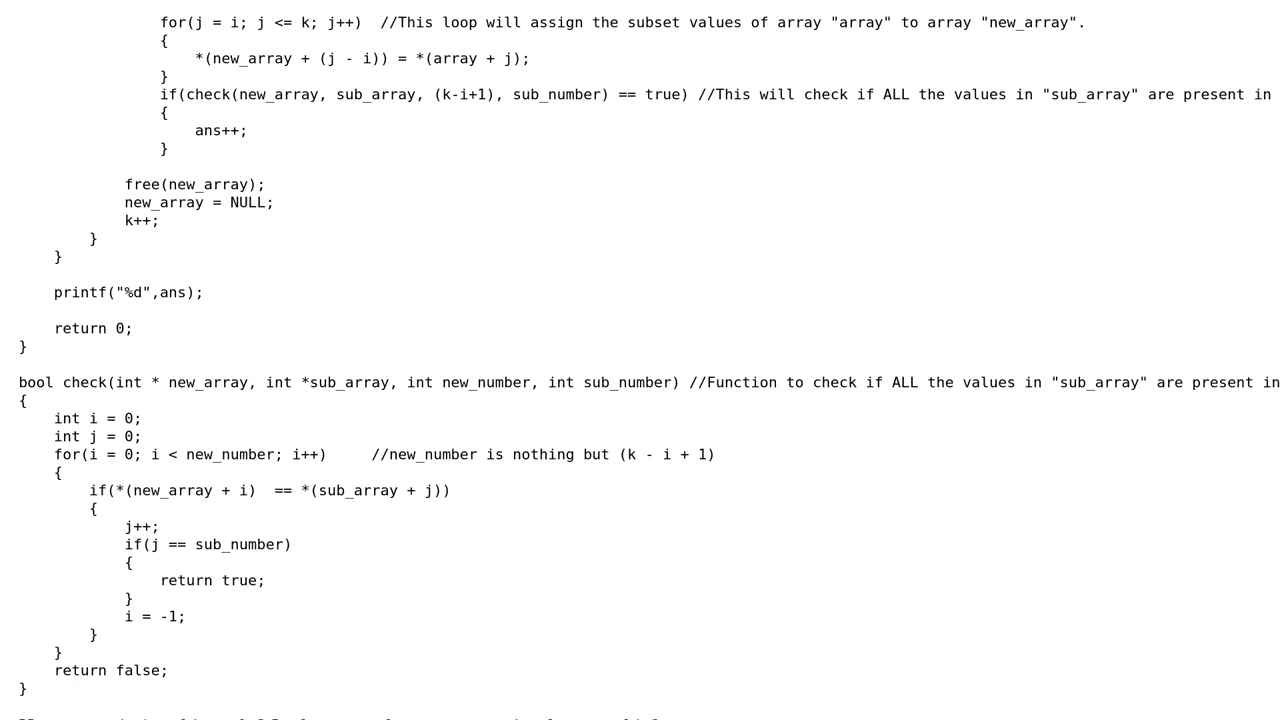 for(j = i; j <= k; j++)  //This loop will assign the subset values of array "array" to array "new_array".
{
*(new_array + (j - i)) = *(array + j);
}
if(check(new_array, sub_array, (k-i+1), sub_number) == true) //This will check if ALL the values in "sub_array" are present in
{
ans++;
}
free(new_array);
new_array = NULL;
k++;
}
}
printf("%d",ans);
return 0;
}
bool check(int * new_array, int *sub_array, int new_number, int sub_number) //Function to check if ALL the values in "sub_array" are present in
{
int i = 0;
int j = 0;
for(i = 0; i < new_number; i++)     //new_number is nothing but (k - i + 1)
{
if(*(new_array + i)  == *(sub_array + j))
{
j++;
if(j == sub_number)
{
return true;
}
i = -1;
}
}
return false;
}